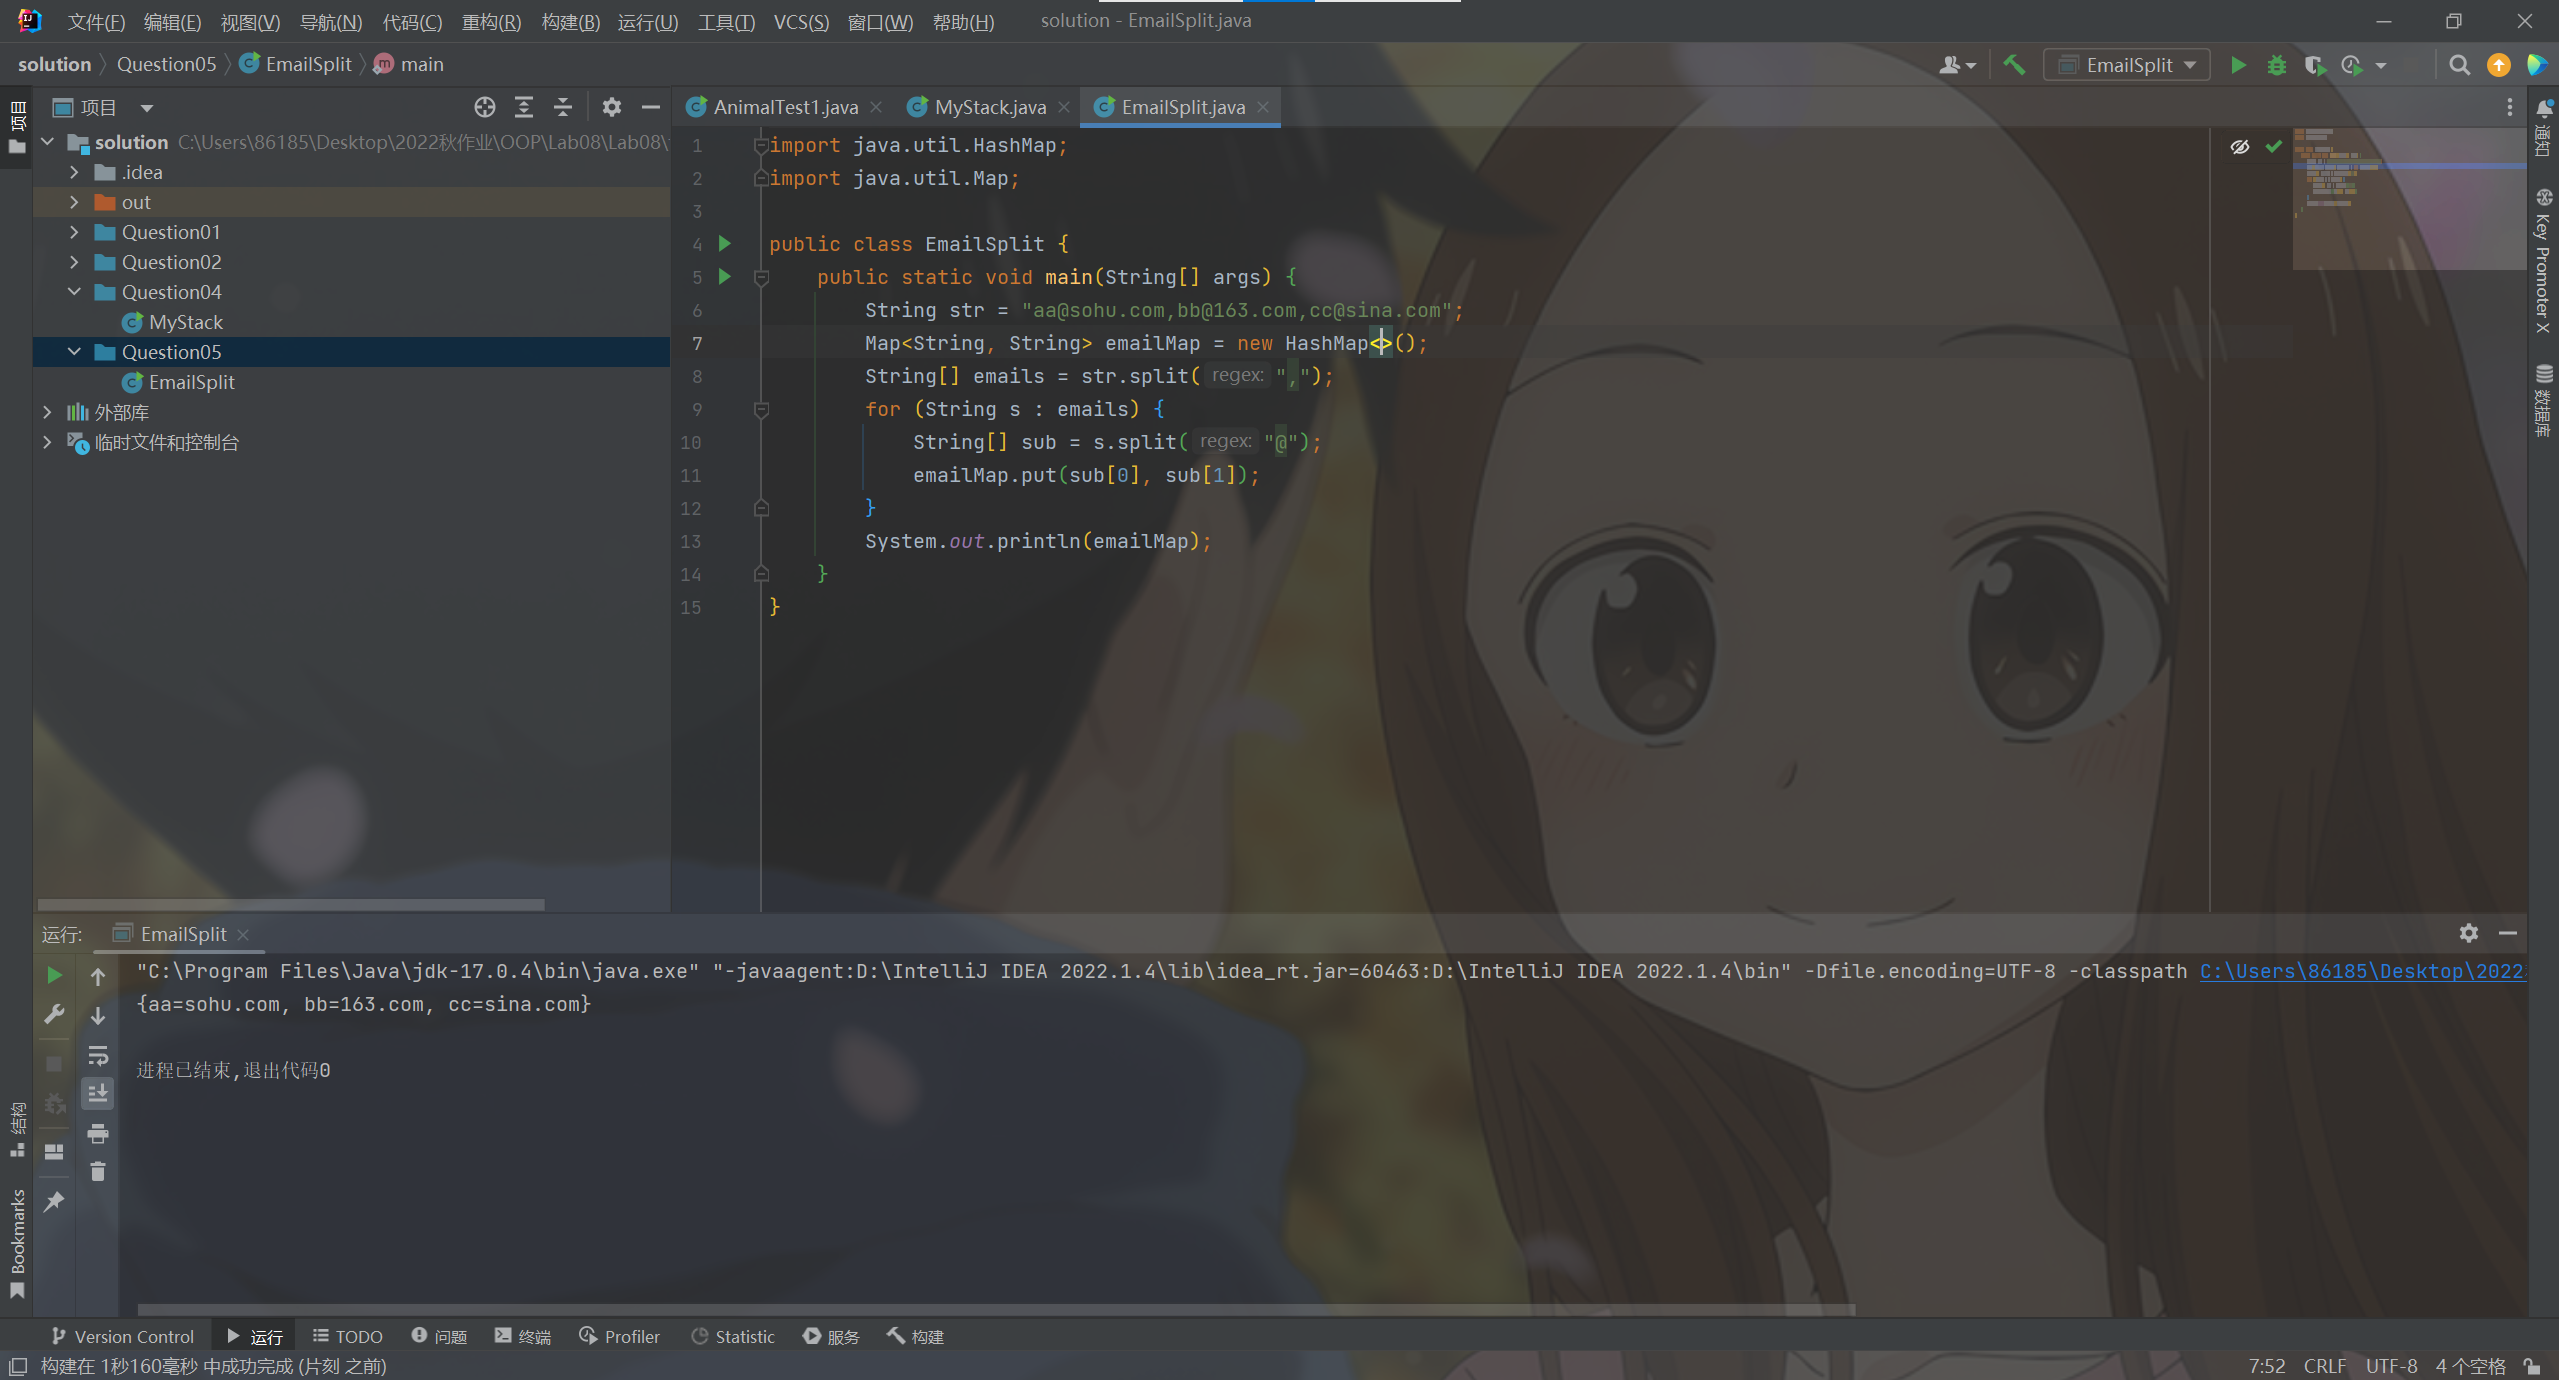 文件(F) 编辑(E) 视图(V) 导航(N) 代码(C) 重构(R) 构建(B) 运行(U) 工具(T) VCS(S) 窗口(W) 帮助(H) solution - EmailSplit.java
solution Question05 EmailSplit main EmailSplit
项目
项目
AnimalTest1.java MyStack.java EmailSplit.java
solution C:\Users\86185\Desktop\2022秋作业\OOP\Lab08\Lab08\
.idea
out
Question01
Question02
Question04
MyStack
Question05
EmailSplit
外部库
临时文件和控制台
1 import java.util.HashMap;
2 import java.util.Map;
3
4 public class EmailSplit {
5 public static void main(String[] args) {
6 String str = "aa@sohu.com,bb@163.com,cc@sina.com";
7 Map<String, String> emailMap = new HashMap<>();
8 String[] emails = str.split( regex: ",");
9 for (String s : emails) {
10 String[] sub = s.split( regex: "@");
11 emailMap.put(sub[0], sub[1]);
12 }
13 System.out.println(emailMap);
14 }
15 }
通知
Key Promoter X
数据库
运行: EmailSplit
"C:\Program Files\Java\jdk-17.0.4\bin\java.exe" "-javaagent:D:\IntelliJ IDEA 2022.1.4\lib\idea_rt.jar=60463:D:\IntelliJ IDEA 2022.1.4\bin" -Dfile.encoding=UTF-8 -classpath C:\Users\86185\Desktop\2022
{aa=sohu.com, bb=163.com, cc=sina.com}
进程已结束,退出代码0
结构
Bookmarks
Version Control 运行 TODO 问题 终端 Profiler Statistic 服务 构建
构建在 1秒160毫秒 中成功完成 (片刻 之前) 7:52 CRLF UTF-8 4 个空格